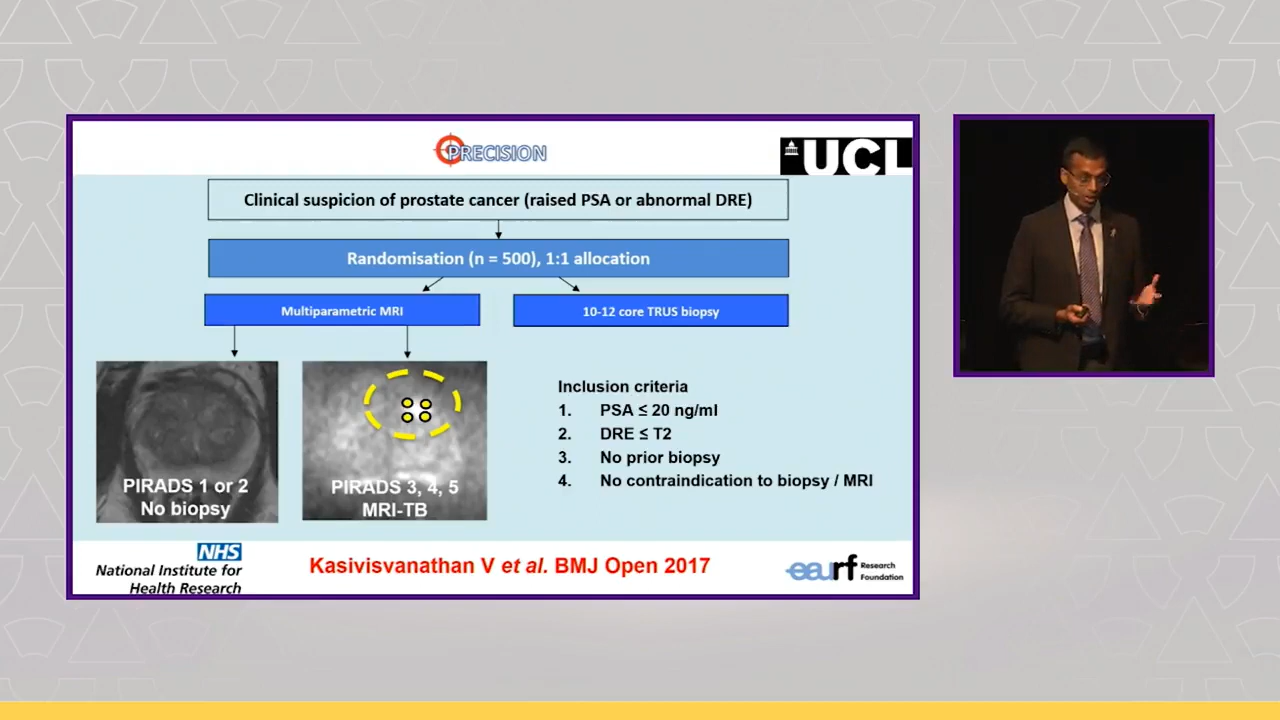 PRECISION
UCL
Clinical suspicion of prostate cancer (raised PSA or abnormal DRE)
Randomisation (n = 500), 1:1 allocation
Multiparametric MRI
10-12 core TRUS biopsy
PIRADS 1 or 2
No biopsy
PIRADS 3, 4, 5
MRI-TB
Inclusion criteria
1. PSA ≤ 20 ng/ml
2. DRE ≤ T2
3. No prior biopsy
4. No contraindication to biopsy / MRI
NHS
National Institute for
Health Research
Kasivisvanathan V et al. BMJ Open 2017
eaurf Research
Foundation